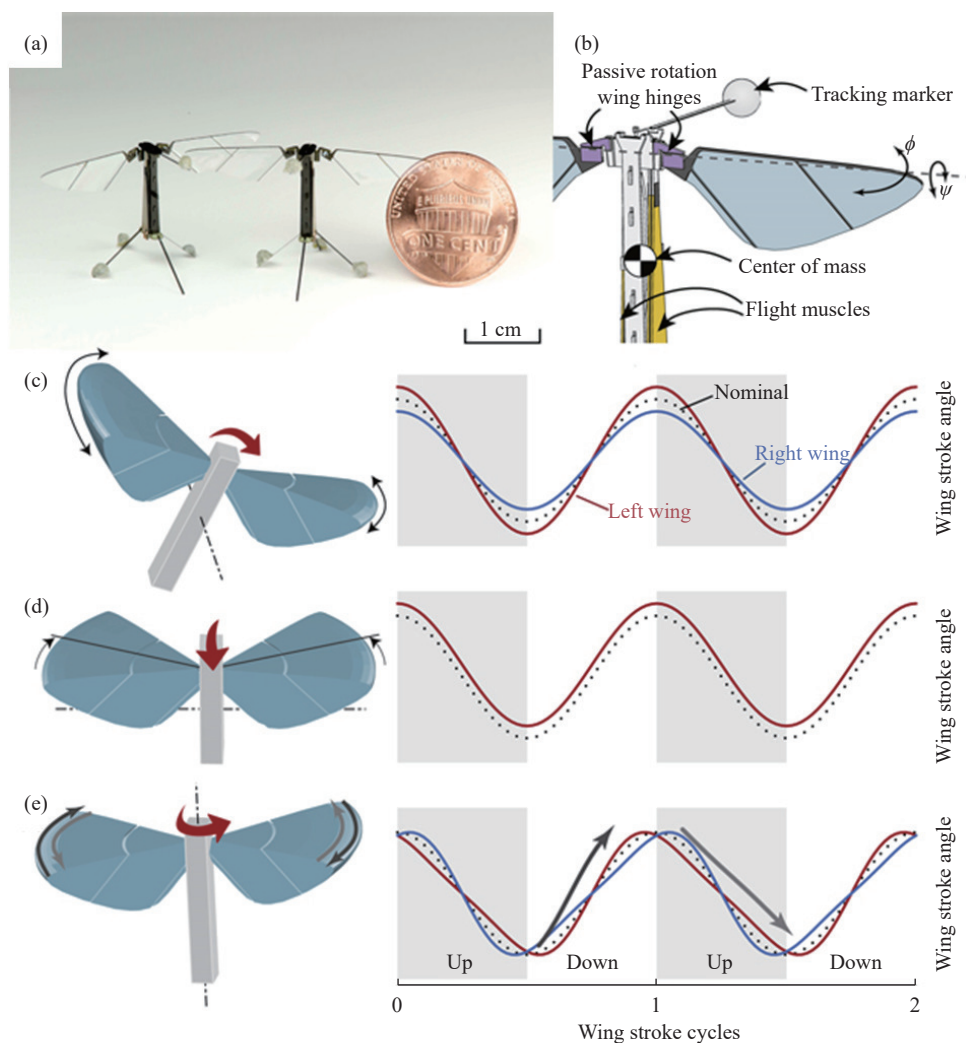 (a)
UNITED STATES OF AMERICA
E PLURIBUS UNUM
ONE CENT
1 cm
(b)
Passive rotation
wing hinges
Tracking marker
ϕ
ψ
Center of mass
Flight muscles
(c)
Nominal
Right wing
Left wing
Wing stroke angle
(d)
Wing stroke angle
(e)
Up
Down
Up
Down
Wing stroke angle
0
1
2
Wing stroke cycles